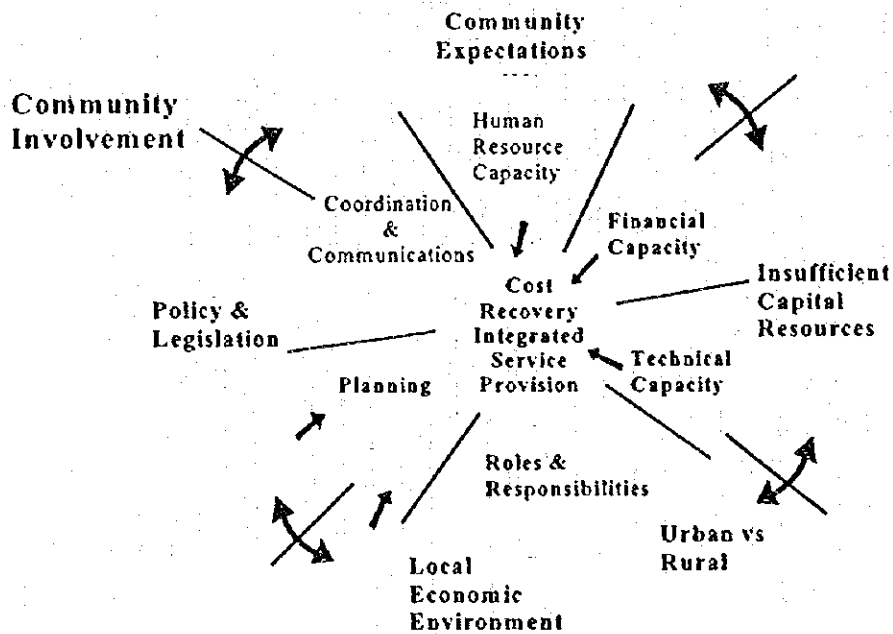 Community
Expectations
Community
Involvement
Human
Resource
Capacity
Coordination
&
Communications
Financial
Capacity
Cost
Recovery
Integrated
Service
Provision
Insufficient
Capital
Resources
Policy &
Legislation
Planning
Technical
Capacity
Roles &
Responsibilities
Urban vs
Rural
Local
Economic
Environment